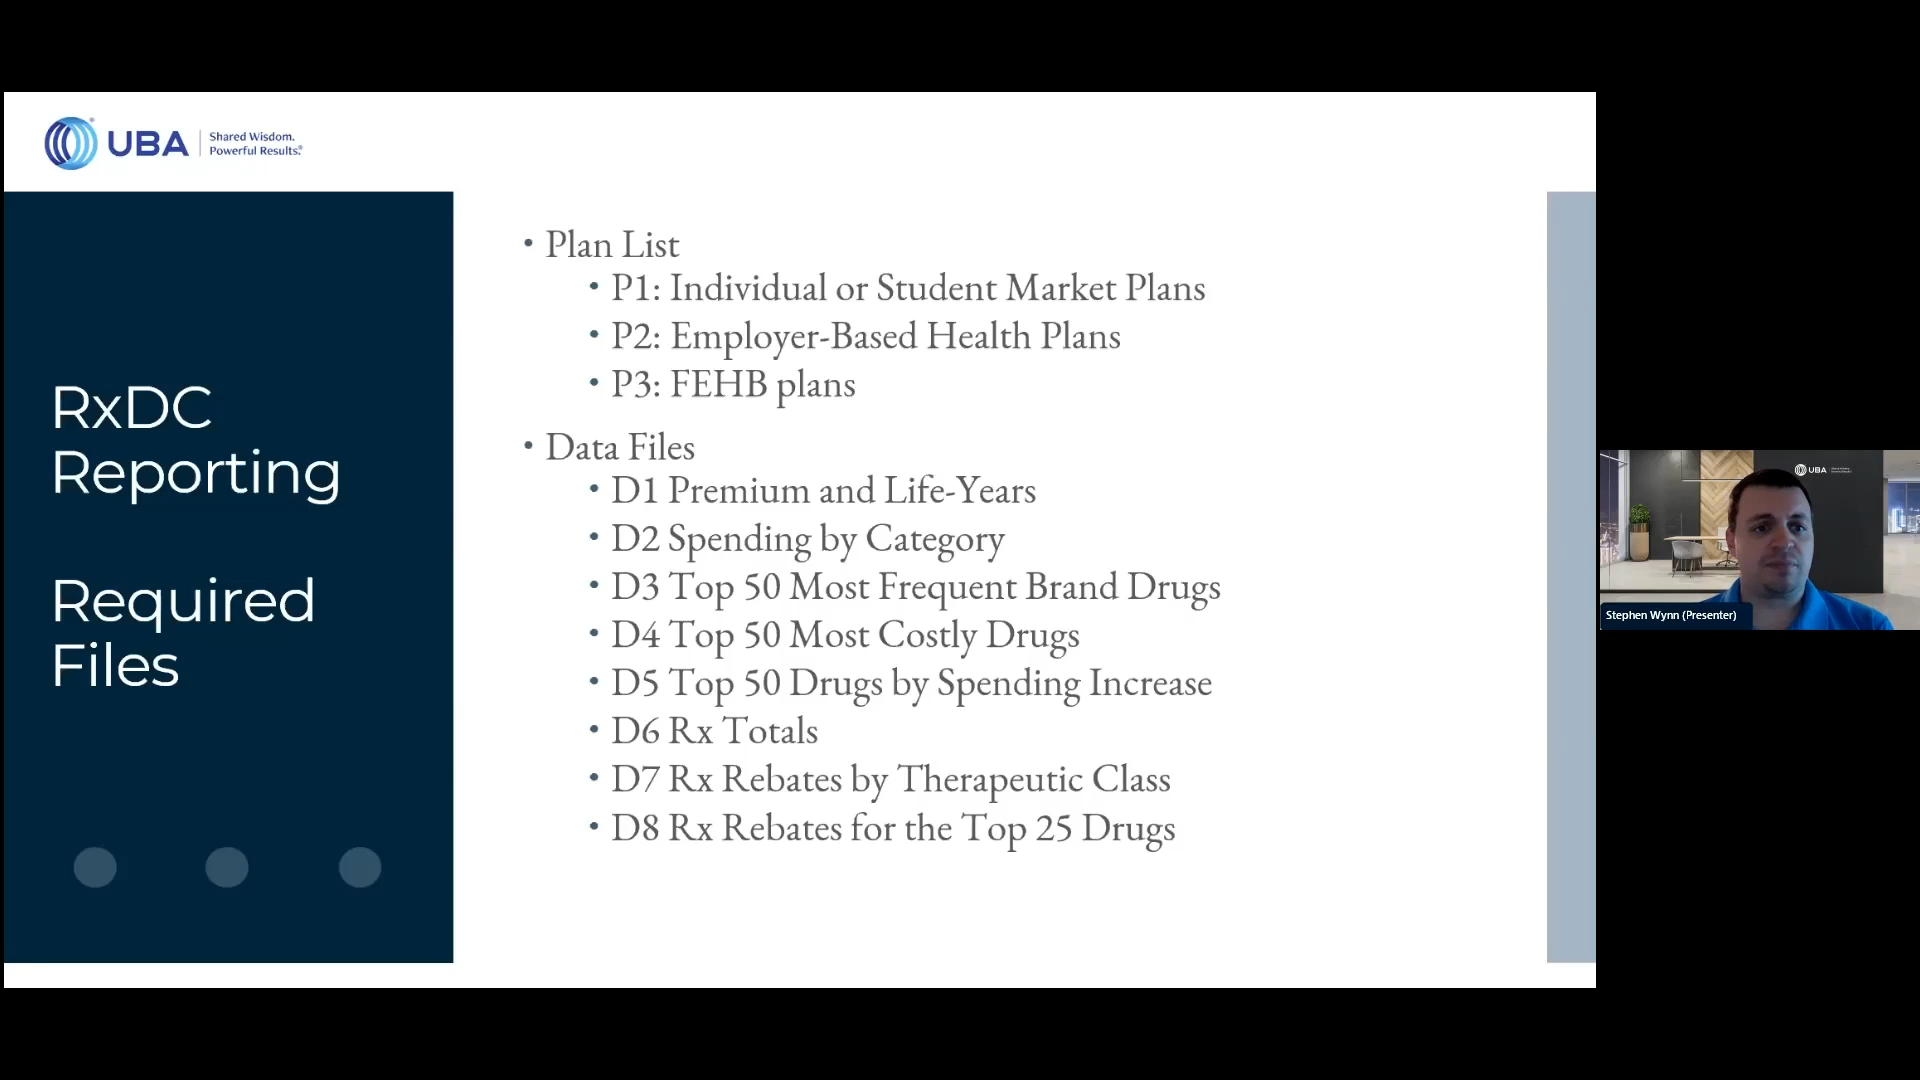 UBA
Shared Wisdom.
Powerful Results.®
RxDC
Reporting
Required
Files
• Plan List
• P1: Individual or Student Market Plans
• P2: Employer-Based Health Plans
• P3: FEHB plans
• Data Files
• D1 Premium and Life-Years
• D2 Spending by Category
• D3 Top 50 Most Frequent Brand Drugs
• D4 Top 50 Most Costly Drugs
• D5 Top 50 Drugs by Spending Increase
• D6 Rx Totals
• D7 Rx Rebates by Therapeutic Class
• D8 Rx Rebates for the Top 25 Drugs
UBA
Stephen Wynn (Presenter)